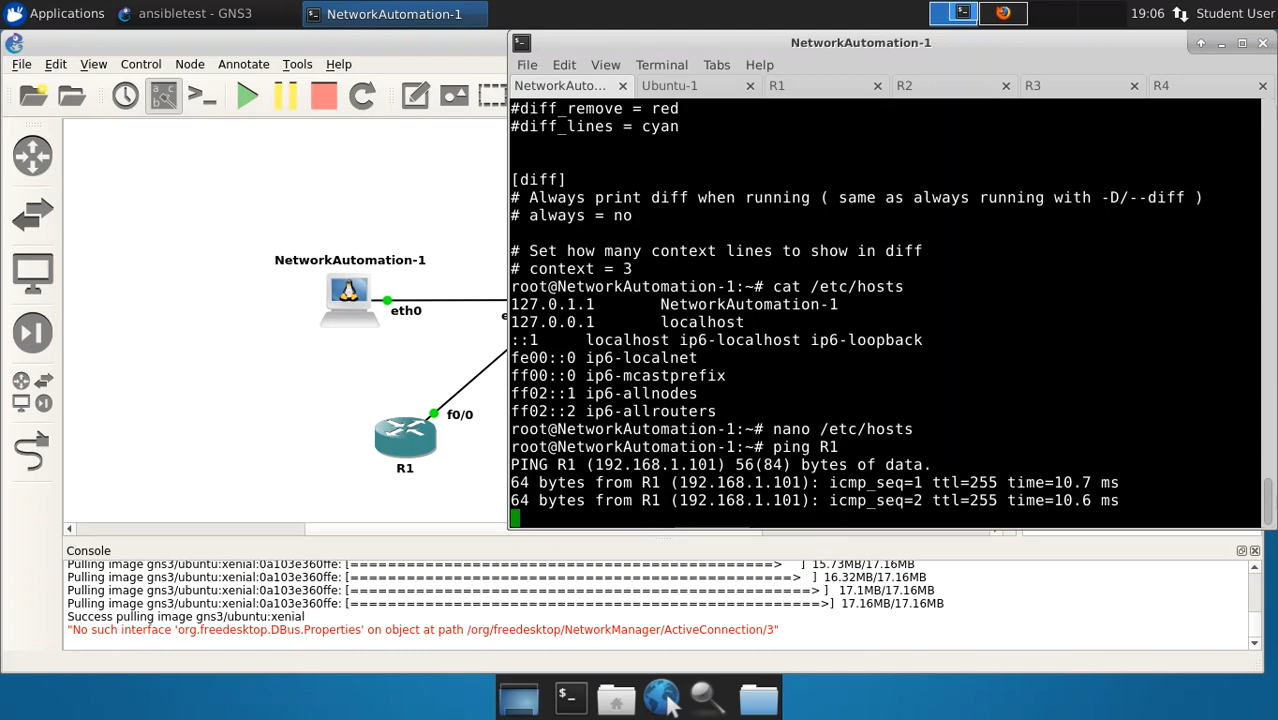 Applications
ansibletest - GNS3
NetworkAutomation-1
19:06
Student User
File Edit View Control Node Annotate Tools Help
NetworkAutomation-1
eth0
e
f0/0
R1
NetworkAutomation-1
File Edit View Terminal Tabs Help
NetworkAuto... Ubuntu-1 R1 R2 R3 R4
#diff_remove = red
#diff_lines = cyan
[diff]
# Always print diff when running ( same as always running with -D/--diff )
# always = no
# Set how many context lines to show in diff
# context = 3
root@NetworkAutomation-1:~# cat /etc/hosts
127.0.1.1 NetworkAutomation-1
127.0.0.1 localhost
::1 localhost ip6-localhost ip6-loopback
fe00::0 ip6-localnet
ff00::0 ip6-mcastprefix
ff02::1 ip6-allnodes
ff02::2 ip6-allrouters
root@NetworkAutomation-1:~# nano /etc/hosts
root@NetworkAutomation-1:~# ping R1
PING R1 (192.168.1.101) 56(84) bytes of data.
64 bytes from R1 (192.168.1.101): icmp_seq=1 ttl=255 time=10.7 ms
64 bytes from R1 (192.168.1.101): icmp_seq=2 ttl=255 time=10.6 ms
Console
Pulling image gns3/ubuntu:xenial:0a103e360ffe: [=============================================> ] 15.73MB/17.16MB
Pulling image gns3/ubuntu:xenial:0a103e360ffe: [===============================================> ] 16.32MB/17.16MB
Pulling image gns3/ubuntu:xenial:0a103e360ffe: [=================================================> ] 17.1MB/17.16MB
Pulling image gns3/ubuntu:xenial:0a103e360ffe: [==================================================>] 17.16MB/17.16MB
Success pulling image gns3/ubuntu:xenial
"No such interface 'org.freedesktop.DBus.Properties' on object at path /org/freedesktop/NetworkManager/ActiveConnection/3"